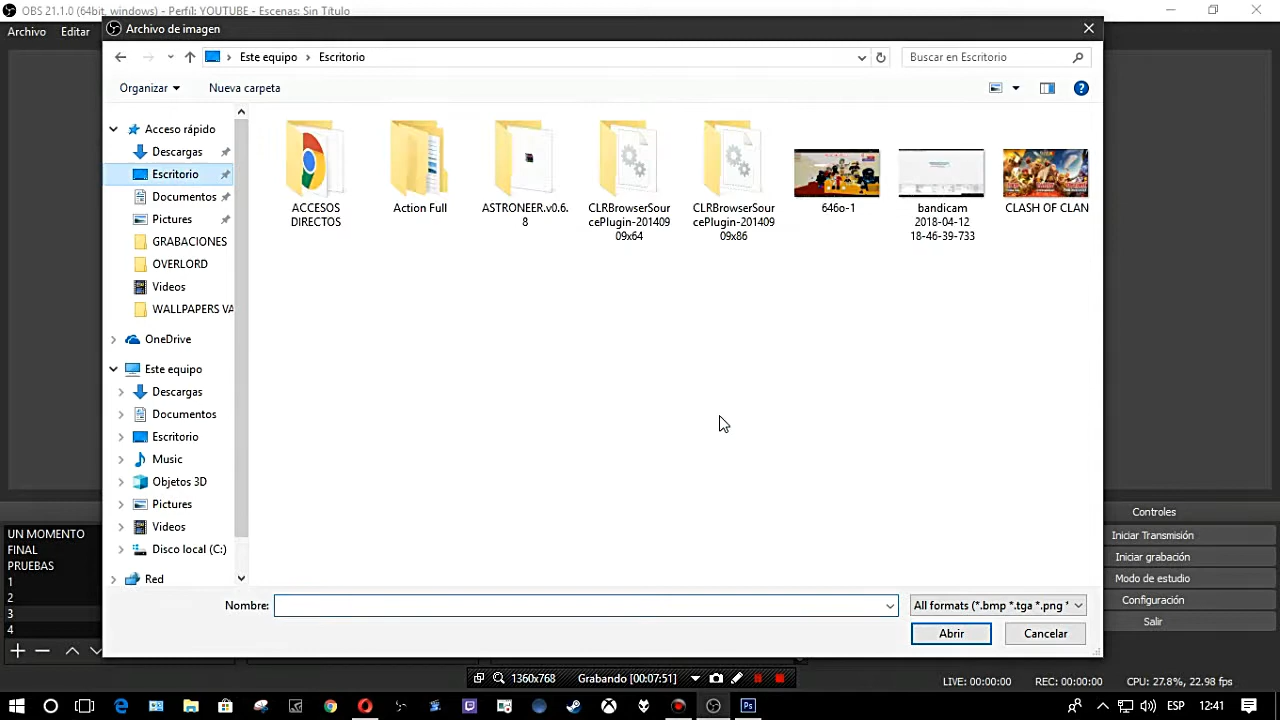 OBS 21.1.0 (64bit, windows) - Perfil: YOUTUBE - Escenas: Sin Título
Archivo Editar
Archivo de imagen
Este equipo Escritorio
Buscar en Escritorio
Organizar
Nueva carpeta
Acceso rápido
Descargas
Escritorio
Documentos
Pictures
GRABACIONES
OVERLORD
Videos
WALLPAPERS VA
OneDrive
Este equipo
Descargas
Documentos
Escritorio
Music
Objetos 3D
Pictures
Videos
Disco local (C:)
Red
ACCESOS
DIRECTOS
Action Full
ASTRONEER.v0.6.
8
CLRBrowserSour
cePlugin-201409
09x64
CLRBrowserSour
cePlugin-201409
09x86
646o-1
bandicam
2018-04-12
18-46-39-733
CLASH OF CLAN
Nombre:
All formats (*.bmp *.tga *.png *
Abrir
Cancelar
UN MOMENTO
FINAL
PRUEBAS
1
2
3
4
Controles
Iniciar Transmisión
Iniciar grabación
Modo de estudio
Configuración
Salir
1360x768
Grabando [00:07:51]
LIVE: 00:00:00
REC: 00:00:00
CPU: 27.8%, 22.98 fps
ESP
12:41